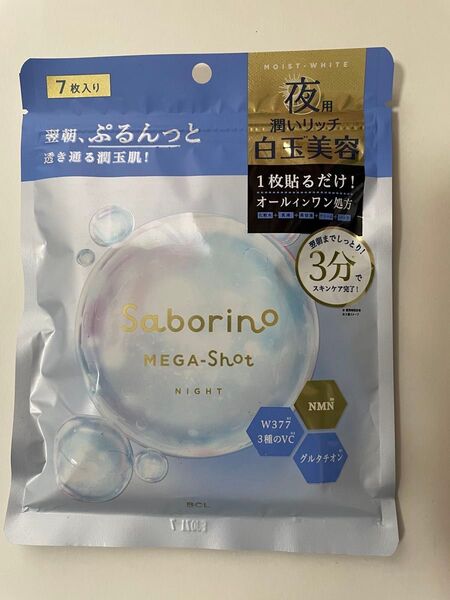 7枚入り
MOIST・WHITE
夜用
潤いリッチ
白玉美容
翌朝、ぷるんっと
透き通る潤玉肌!
1枚貼るだけ!
オールインワン処方
翌朝までしっとり!
3分で
スキンケア完了!
Saborino
MEGA-Shot
NIGHT
NMN
W377
3種のVC
グルタチオン
BCL